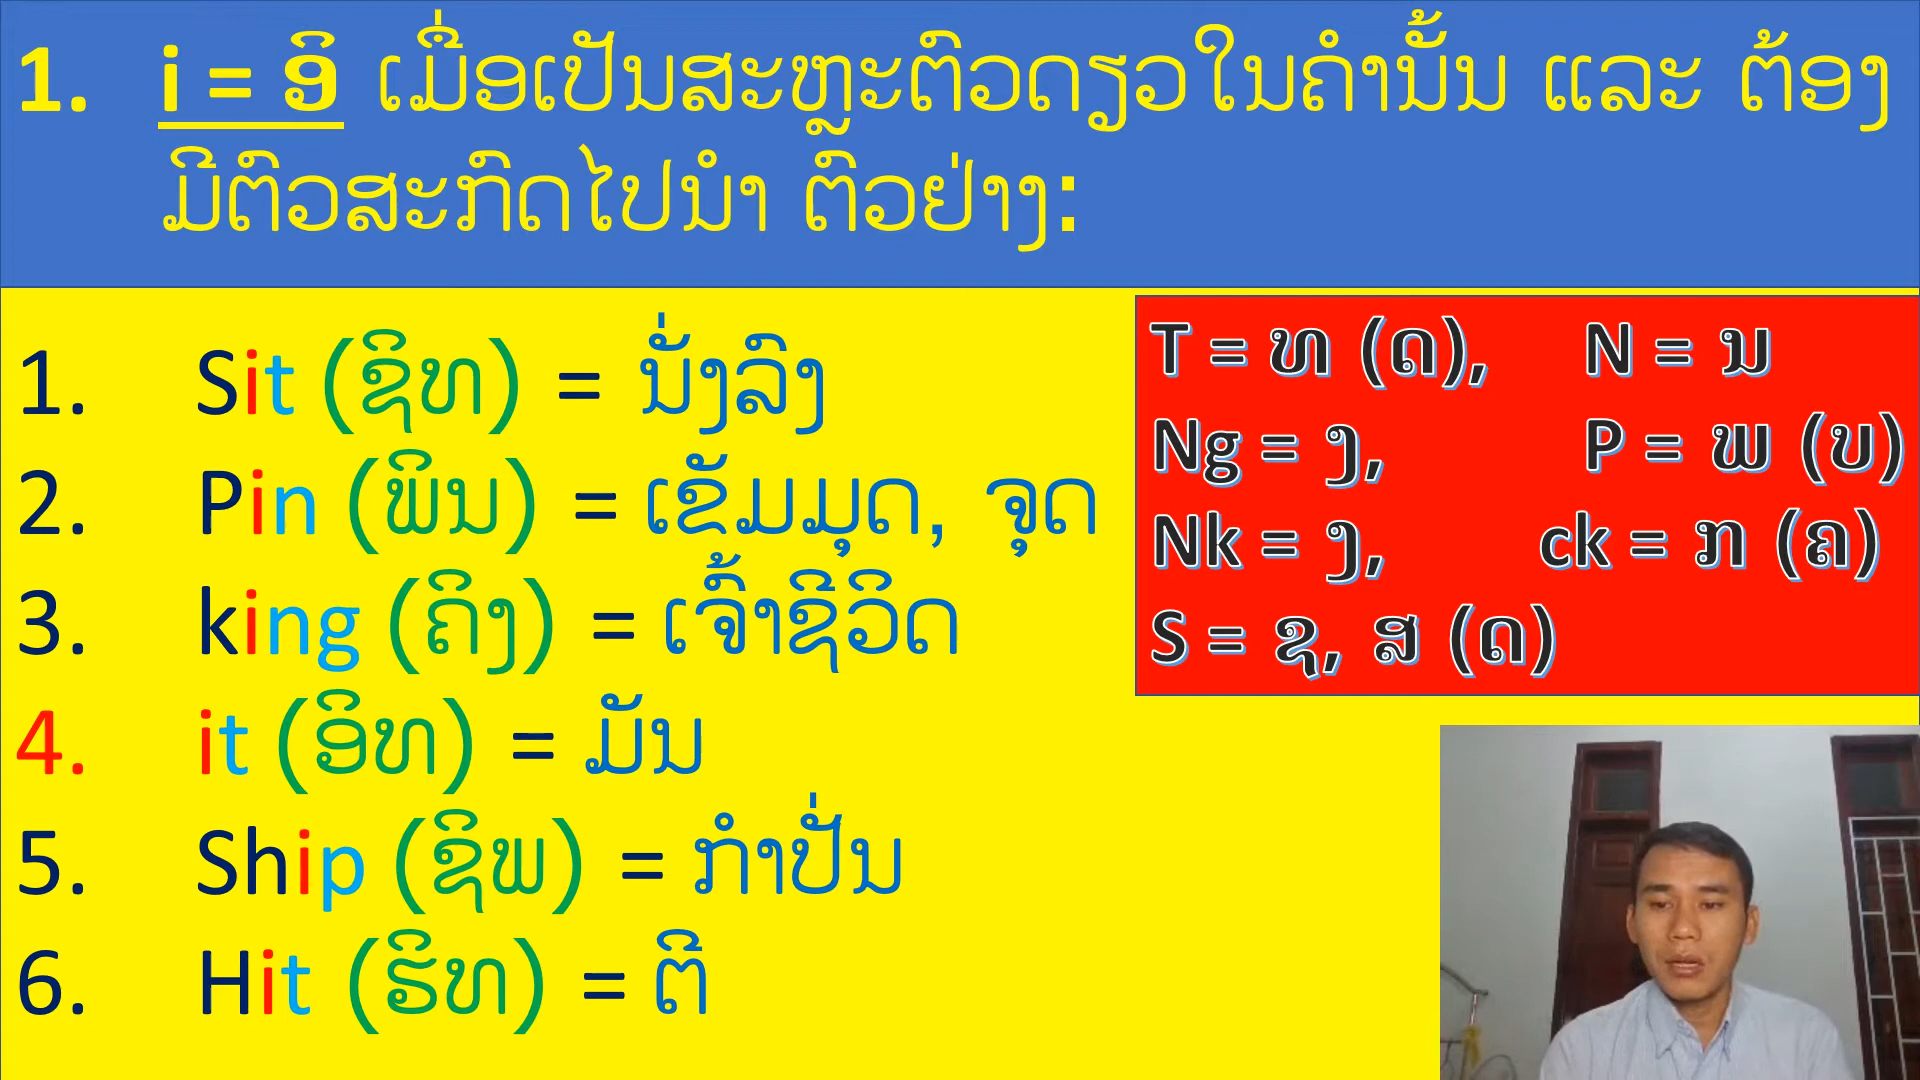 1. i = ອິ ເມື່ອເປັນສະຫຼະຕົວດຽວໃນຄຳນັ້ນ ແລະ ຕ້ອງ
ມີຕົວສະກົດໄປນຳ ຕົວຢ່າງ:
1. Sit (ຊິທ) = ນັ່ງລົງ
2. Pin (ພິນ) = ເຂັມມຸດ, ຈຸດ
3. king (ຄິງ) = ເຈົ້າຊີວິດ
4. it (ອິທ) = ມັນ
5. Ship (ຊິພ) = ກຳປັ່ນ
6. Hit (ຮິທ) = ຕີ
T = ທ (ດ), N = ນ
Ng = ງ, P = ພ (ບ)
Nk = ງ, ck = ກ (ຄ)
S = ຊ, ສ (ດ)